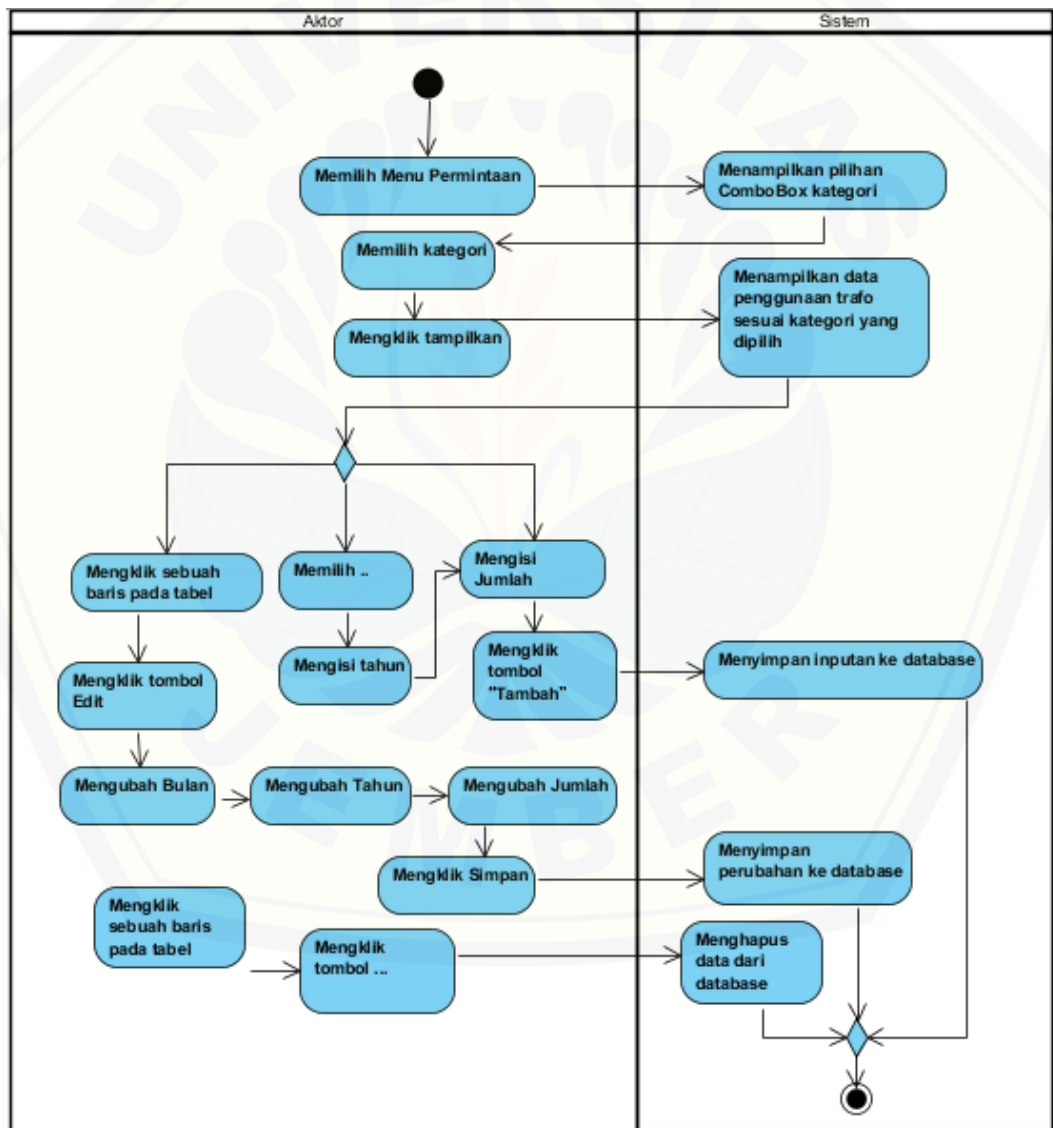 Aktor
Sistem
Memilih Menu Permintaan
Menampilkan pilihan
ComboBox kategori
Memilih kategori
Menampilkan data
penggunaan trafo
sesuai kategori yang
dipilih
Mengklik tampilkan
Mengklik sebuah
baris pada tabel
Memilih ..
Mengisi
Jumlah
Mengklik tombol
Edit
Mengisi tahun
Mengklik
tombol
"Tambah"
Menyimpan inputan ke database
Mengubah Bulan
Mengubah Tahun
Mengubah Jumlah
Mengklik Simpan
Menyimpan
perubahan ke database
Mengklik
sebuah baris
pada tabel
Mengklik
tombol ...
Menghapus
data dari
database
UNIVERSITAS
JEMBER